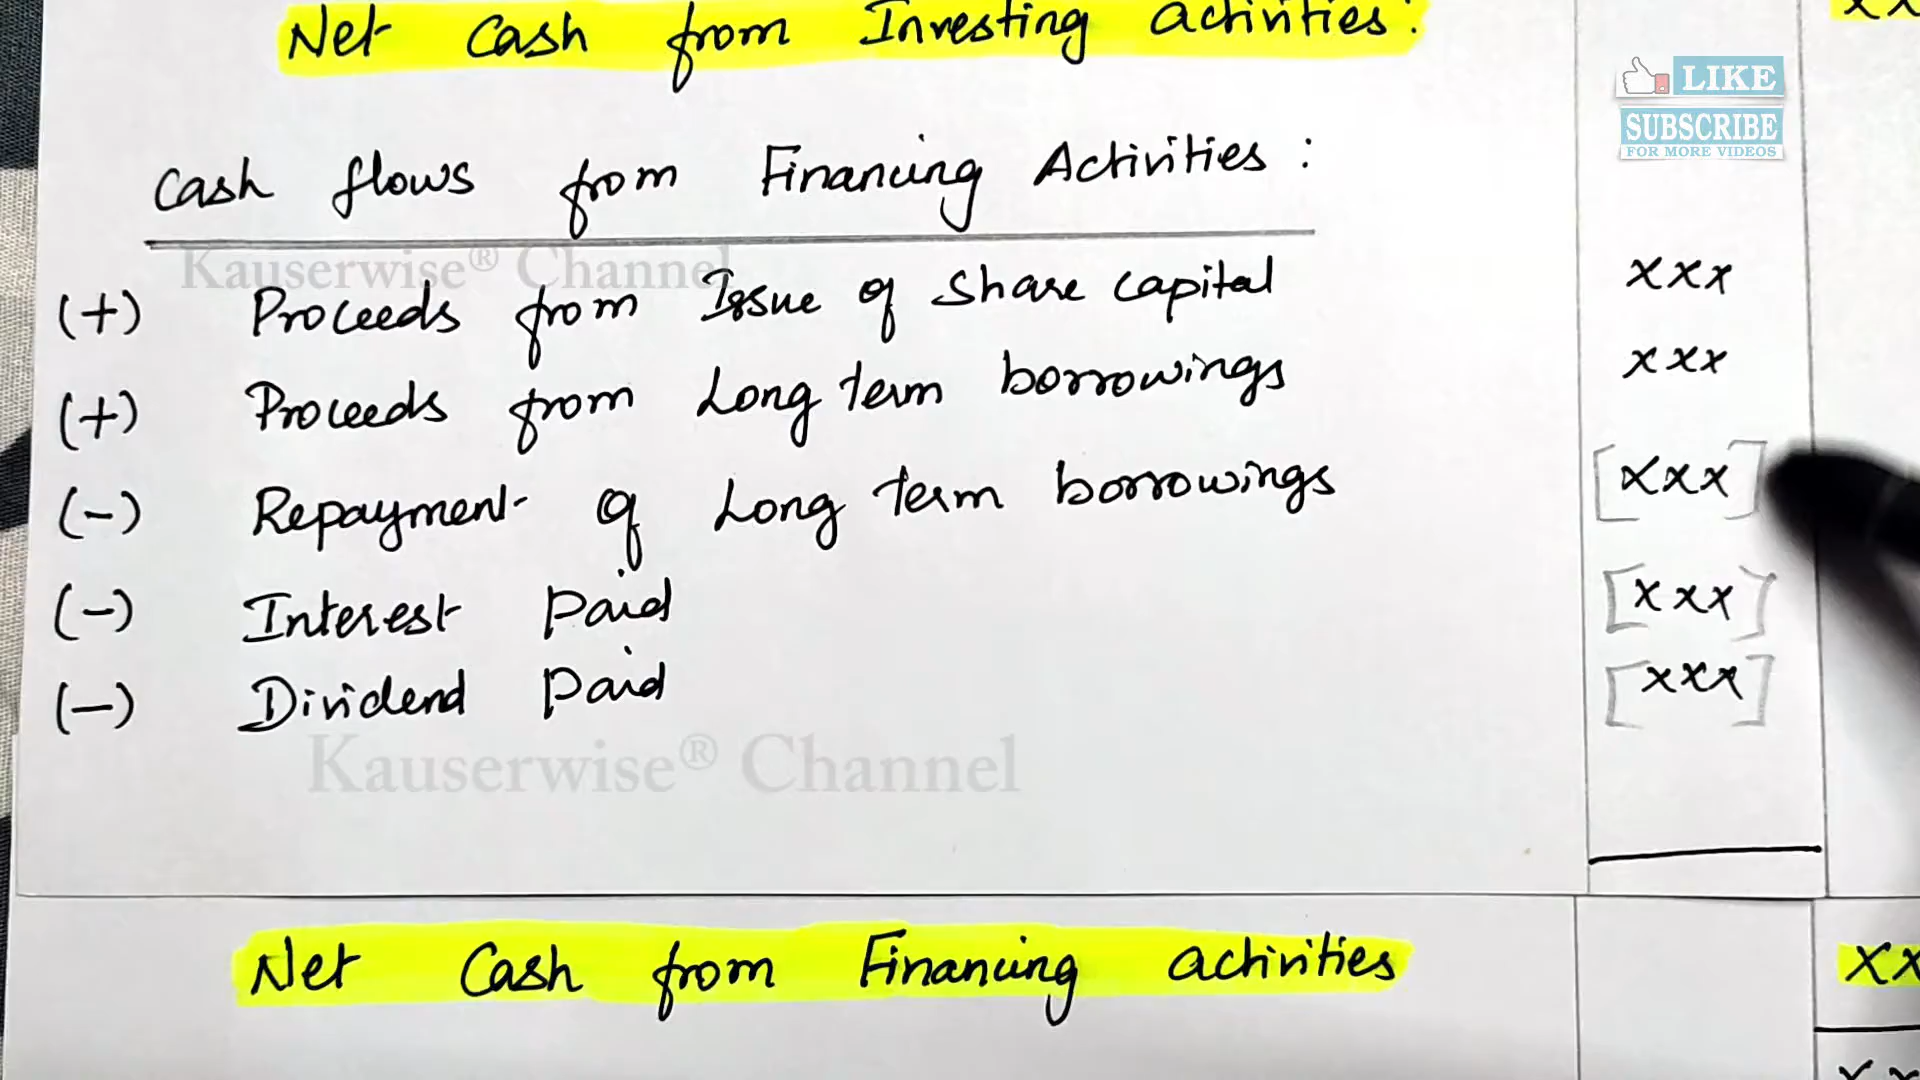 Net Cash from Investing activities:
LIKE
SUBSCRIBE
FOR MORE VIDEOS
Cash flows from Financing Activities:
Kauserwise® Channel
(+) Proceeds from Issue of Share capital xxx
(+) Proceeds from Long term borrowings xxx
(-) Repayment of Long term borrowings [xxx]
(-) Interest Paid [xxx]
(-) Dividend Paid [xxx]
Kauserwise® Channel
Net Cash from Financing activities